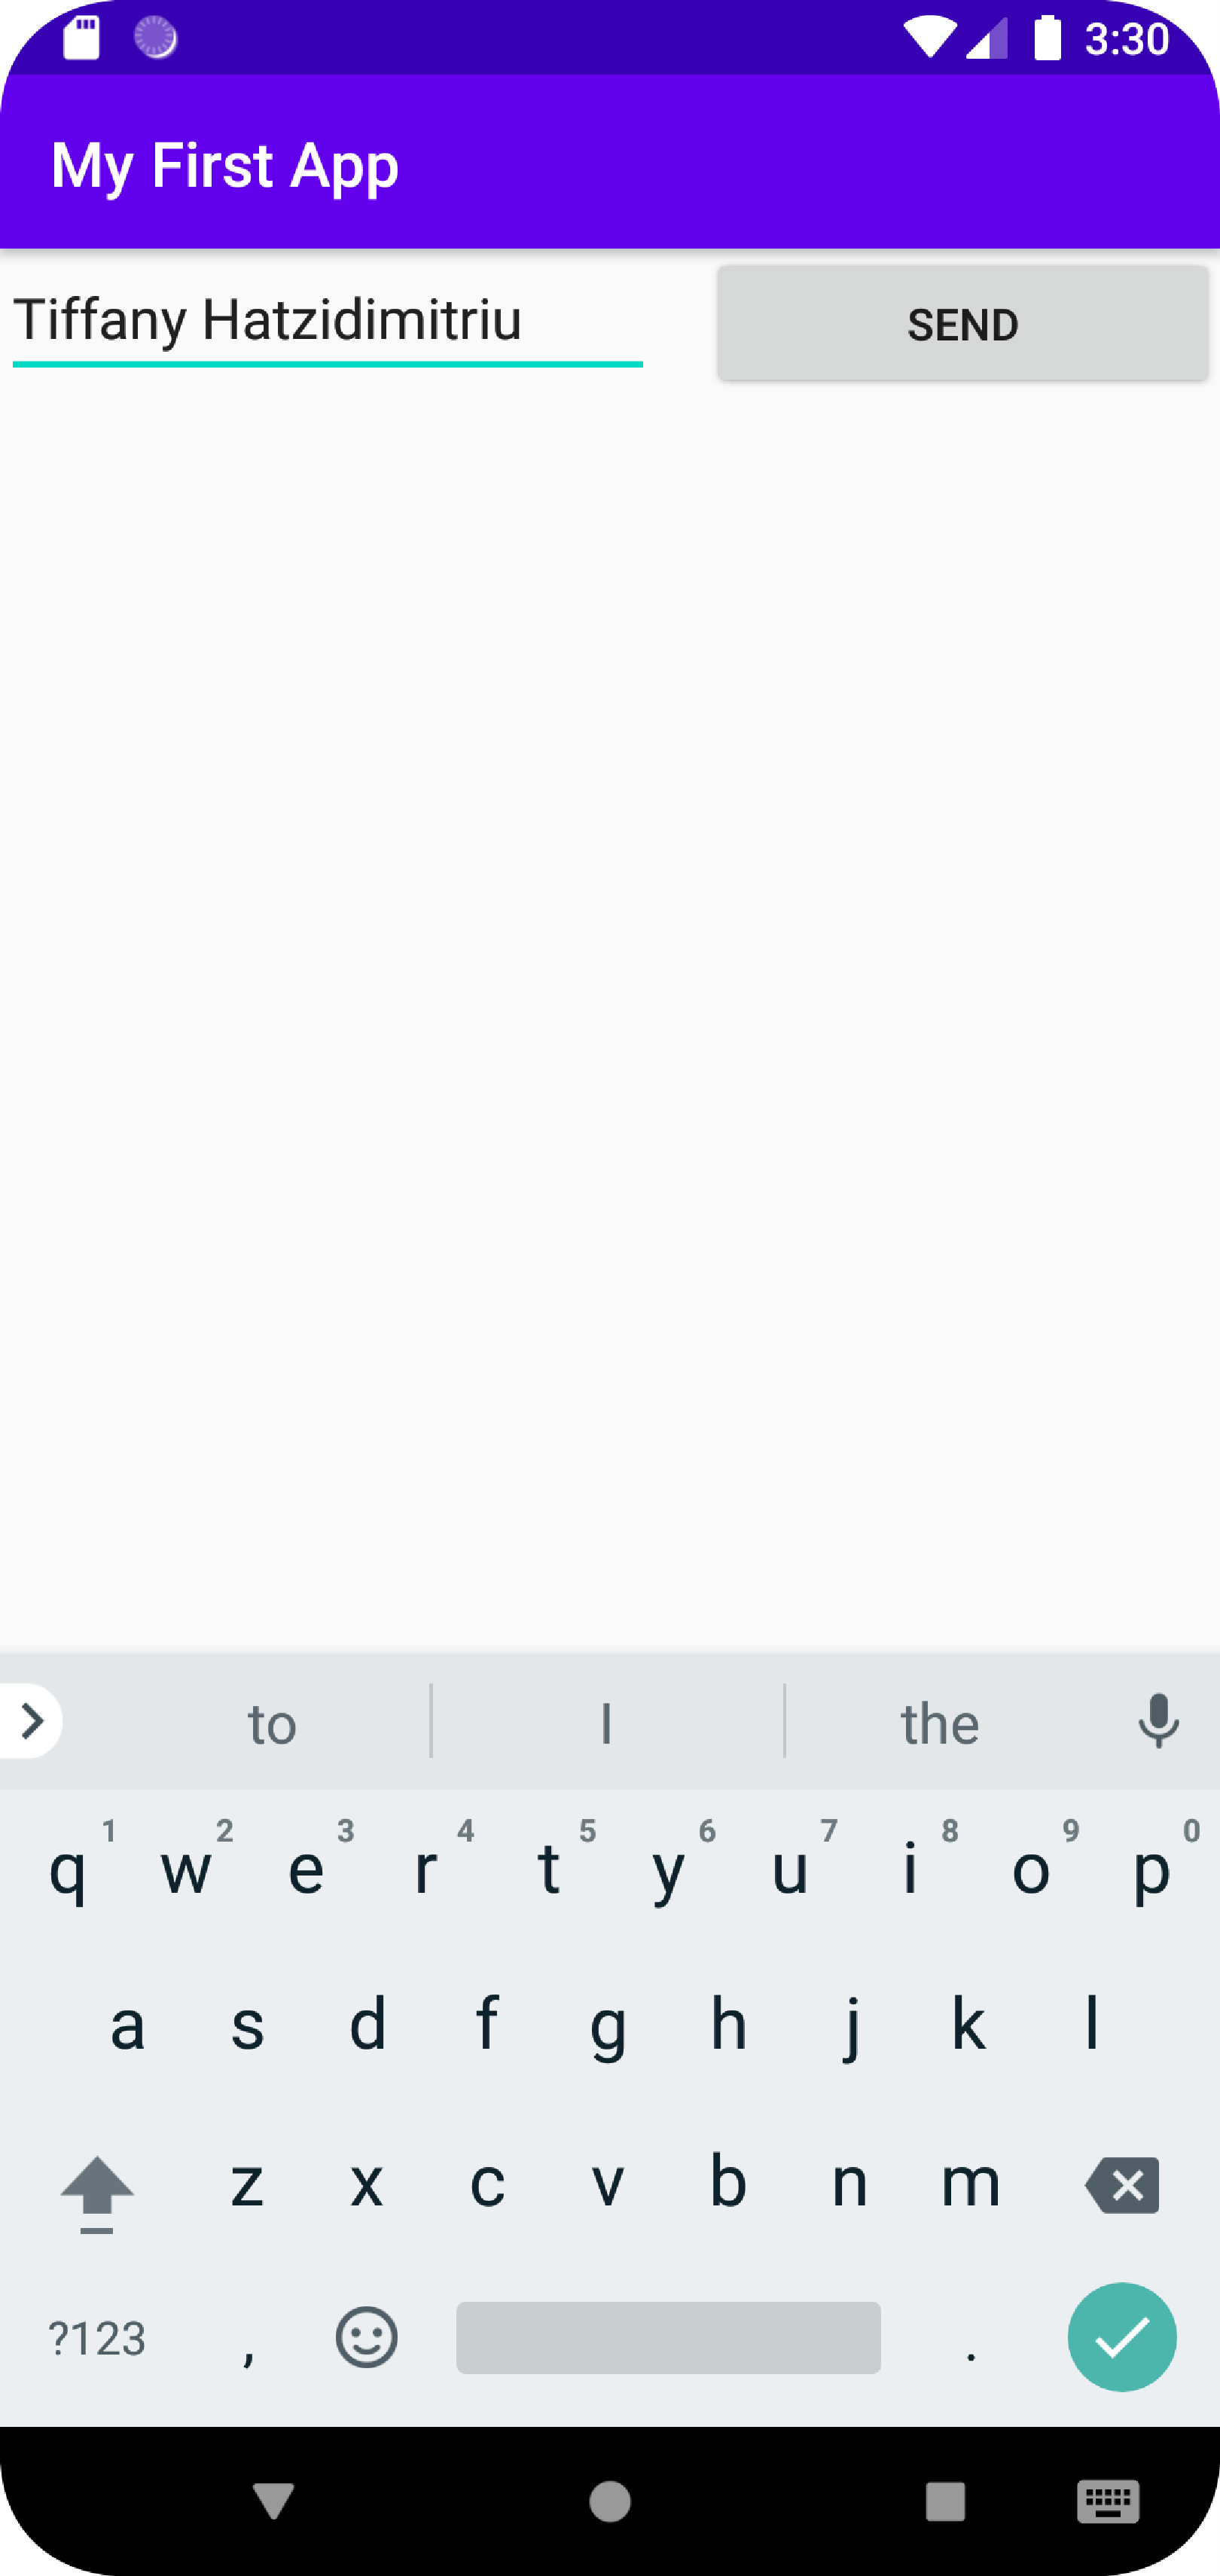 3:30
My First App
Tiffany Hatzidimitriu
SEND
to I the
1 2 3 4 5 6 7 8 9 0
q w e r t y u i o p
a s d f g h j k l
z x c v b n m
?123 , .